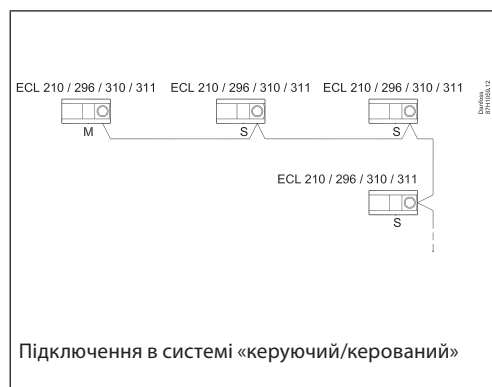 ECL 210 / 296 / 310 / 311 ECL 210 / 296 / 310 / 311 ECL 210 / 296 / 310 / 311
M S S
ECL 210 / 296 / 310 / 311
S
Danfoss
87H1059.12
Підключення в системі «керуючий/керований»